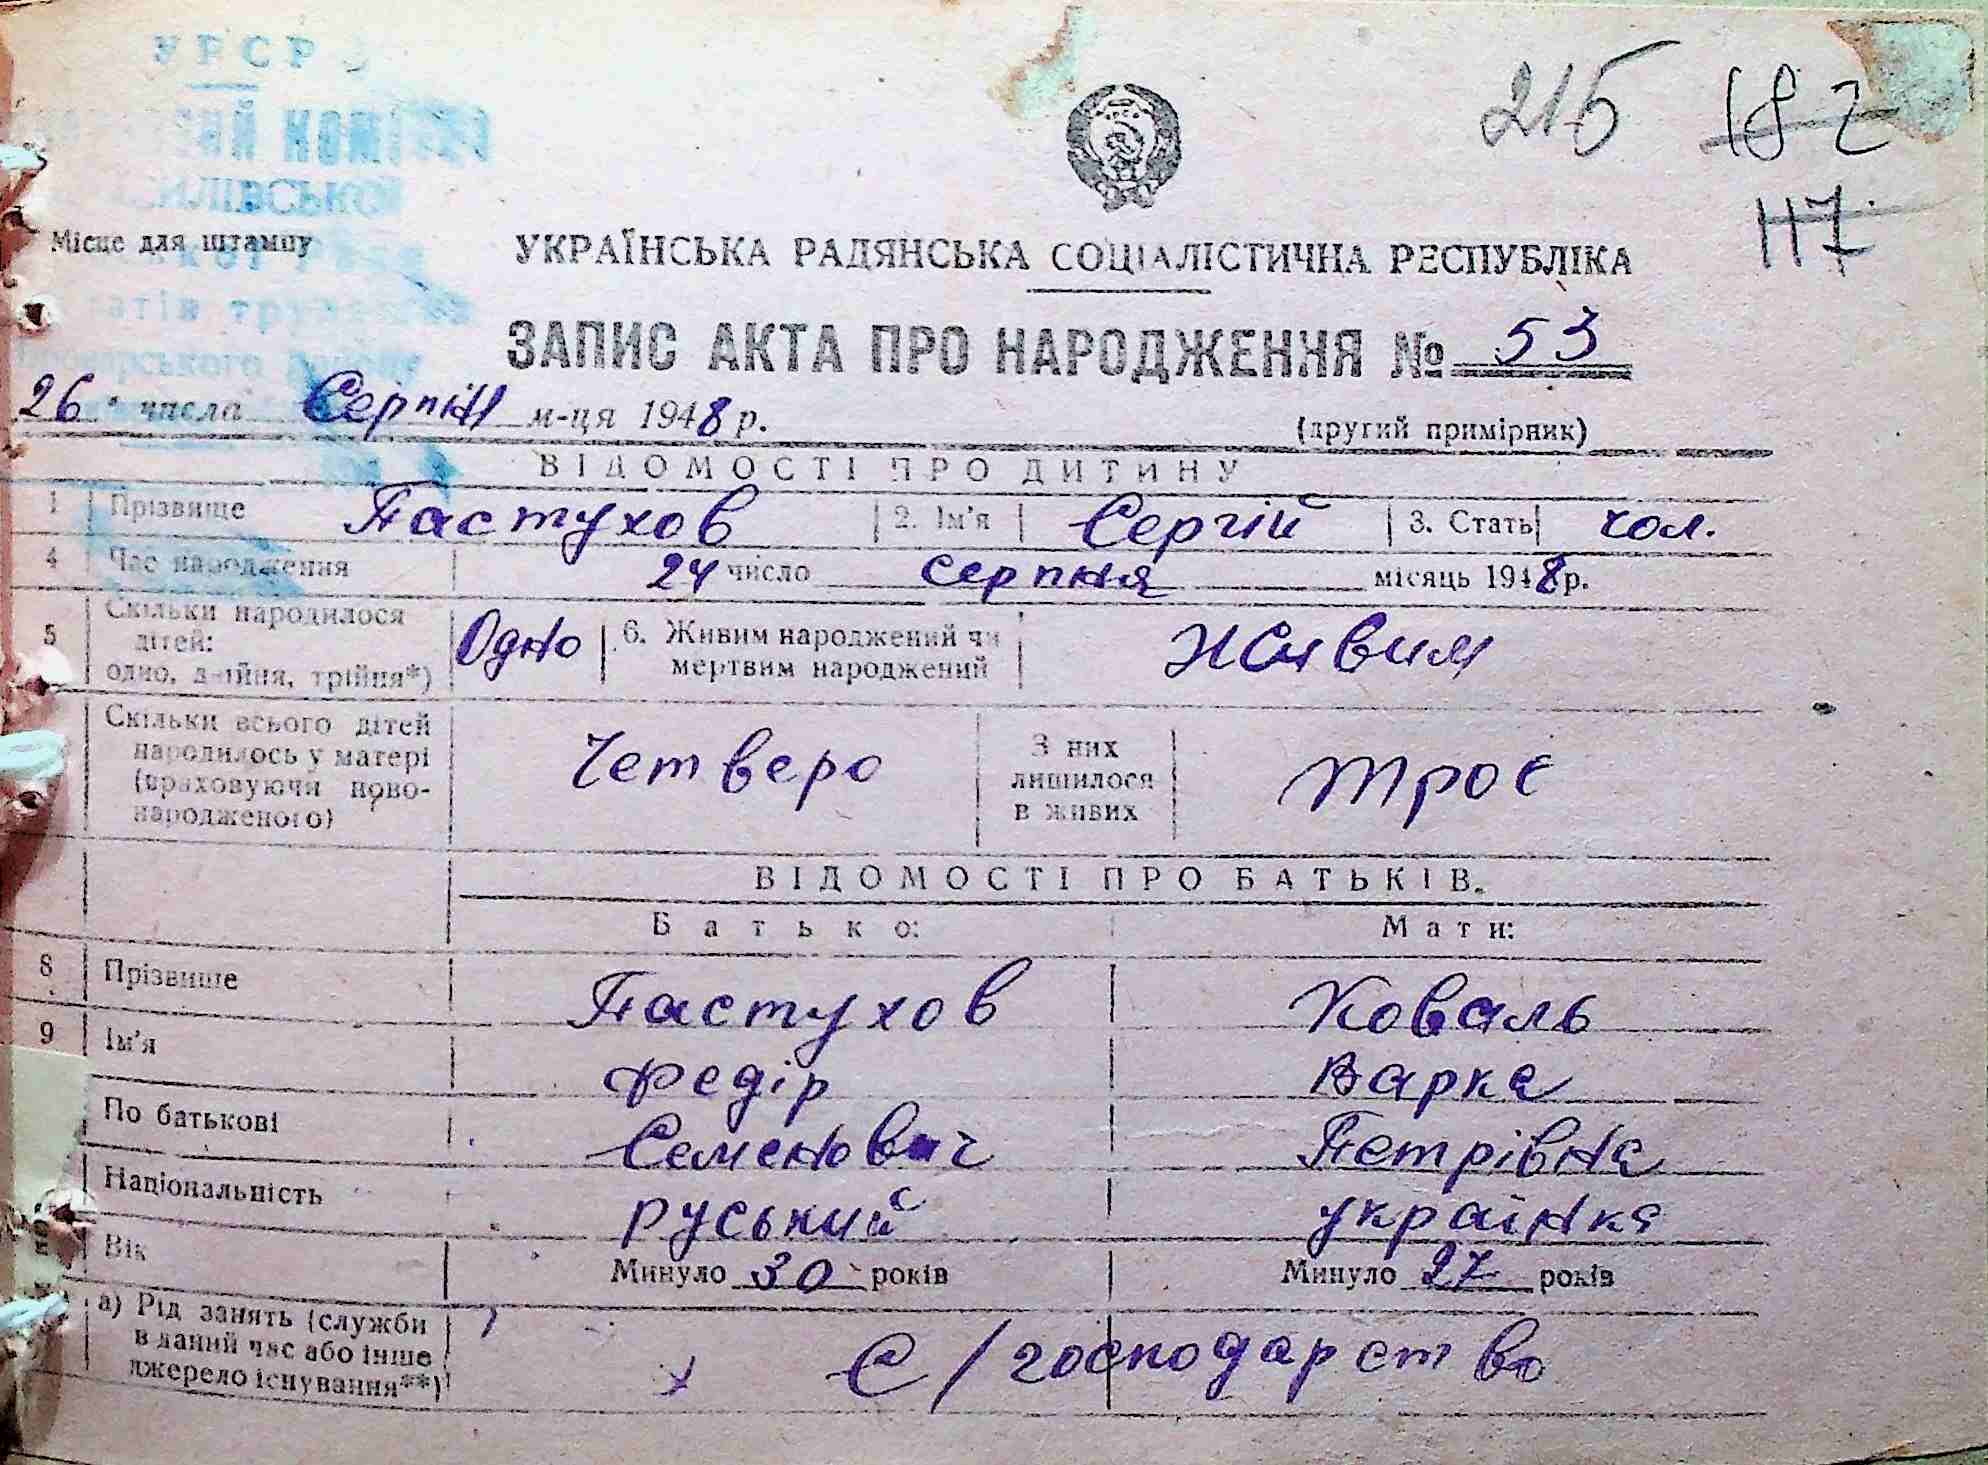 УРСР
КОМІТЕТ
Місце для штампу
215 182
117
УКРАЇНСЬКА РАДЯНСЬКА СОЦІАЛІСТИЧНА РЕСПУБЛІКА
ЗАПИС АКТА ПРО НАРОДЖЕННЯ № 53
26 числа Серпня м-ця 1948 р.
(другий примірник)
ВІДОМОСТІ ПРО ДИТИНУ
1 Прізвище Пастухов 2. Ім'я Сергій 3. Стать чол.
4 Час народження 24 число серпня місяць 1948 р.
5 Скільки народилося дітей: одно, двійня, трійня*) Одно 6. Живим народжений чи мертвим народжений живим
Скільки всього дітей народилось у матері (враховуючи новонародженого) Четверо З них лишилося в живих троє
ВІДОМОСТІ ПРО БАТЬКІВ.
Батько: Мати:
8 Прізвище Пастухов Коваль
9 Ім'я Федір Варка
По батькові Семенович Петрівна
Національність руський українка
Вік Минуло 30 років Минуло 27 років
а) Рід занять (служби в даний час або інше джерело існування**) С/господарство